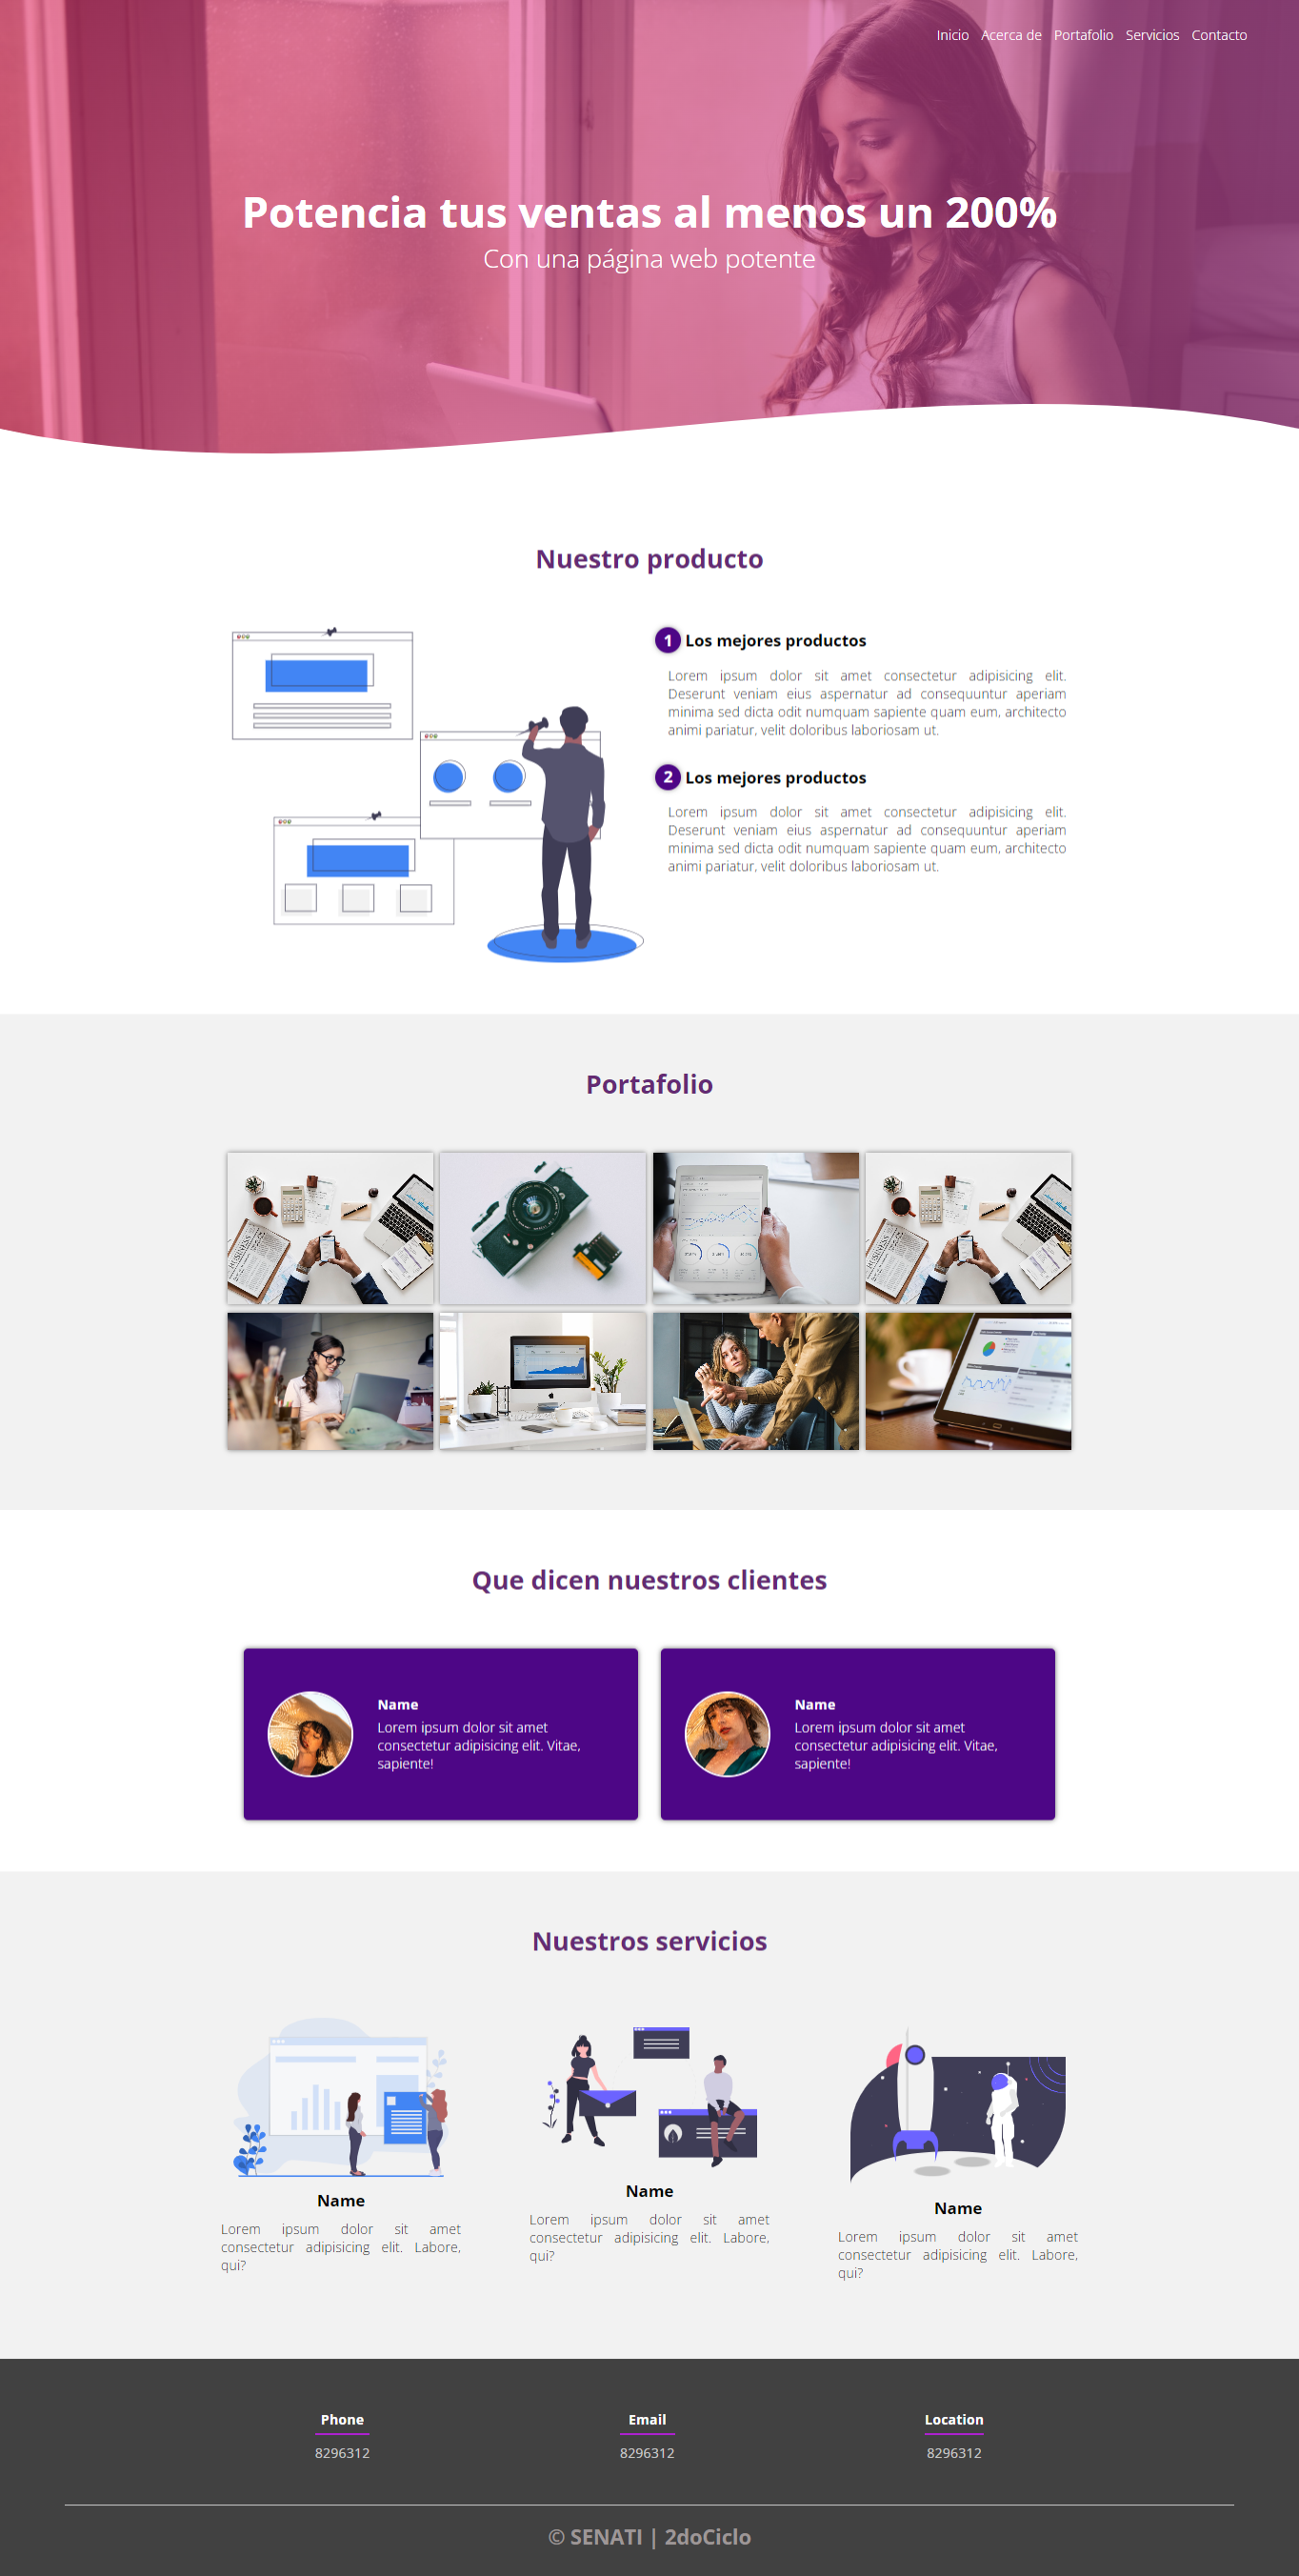 Inicio Acerca de Portafolio Servicios Contacto
Potencia tus ventas al menos un 200%
Con una página web potente
Nuestro producto
1 Los mejores productos
Lorem ipsum dolor sit amet consectetur adipisicing elit.
Deserunt veniam eius aspernatur ad consequuntur aperiam
minima sed dicta odit numquam sapiente quam eum, architecto
animi pariatur, velit doloribus laboriosam ut.
2 Los mejores productos
Lorem ipsum dolor sit amet consectetur adipisicing elit.
Deserunt veniam eius aspernatur ad consequuntur aperiam
minima sed dicta odit numquam sapiente quam eum, architecto
animi pariatur, velit doloribus laboriosam ut.
Portafolio
Que dicen nuestros clientes
Name
Lorem ipsum dolor sit amet
consectetur adipisicing elit. Vitae,
sapiente!
Name
Lorem ipsum dolor sit amet
consectetur adipisicing elit. Vitae,
sapiente!
Nuestros servicios
Name
Lorem ipsum dolor sit amet
consectetur adipisicing elit. Labore,
qui?
Name
Lorem ipsum dolor sit amet
consectetur adipisicing elit. Labore,
qui?
Name
Lorem ipsum dolor sit amet
consectetur adipisicing elit. Labore,
qui?
Phone
8296312
Email
8296312
Location
8296312
© SENATI | 2doCiclo